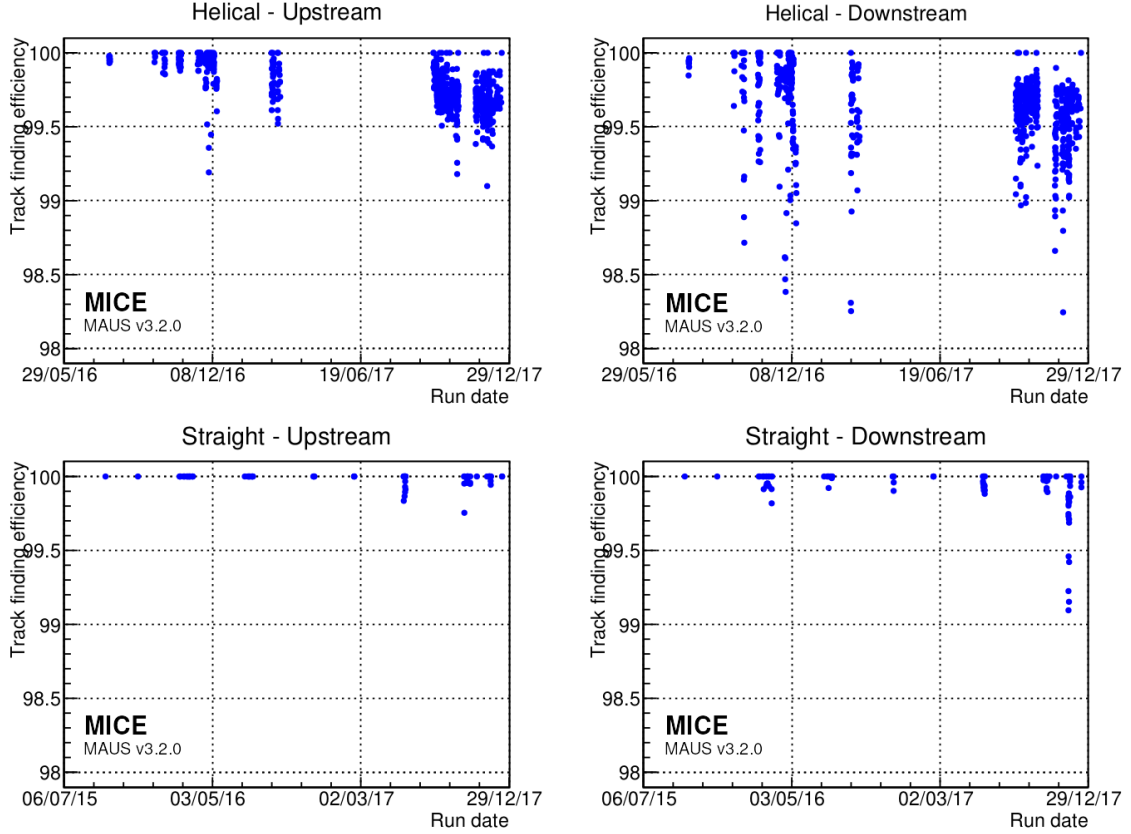 Helical - Upstream
Track finding efficiency
100
99.5
99
98.5
98
MICE
MAUS v3.2.0
29/05/16 08/12/16 19/06/17 29/12/17
Run date
Helical - Downstream
Track finding efficiency
100
99.5
99
98.5
98
MICE
MAUS v3.2.0
29/05/16 08/12/16 19/06/17 29/12/17
Run date
Straight - Upstream
Track finding efficiency
100
99.5
99
98.5
98
MICE
MAUS v3.2.0
06/07/15 03/05/16 02/03/17 29/12/17
Run date
Straight - Downstream
Track finding efficiency
100
99.5
99
98.5
98
MICE
MAUS v3.2.0
06/07/15 03/05/16 02/03/17 29/12/17
Run date